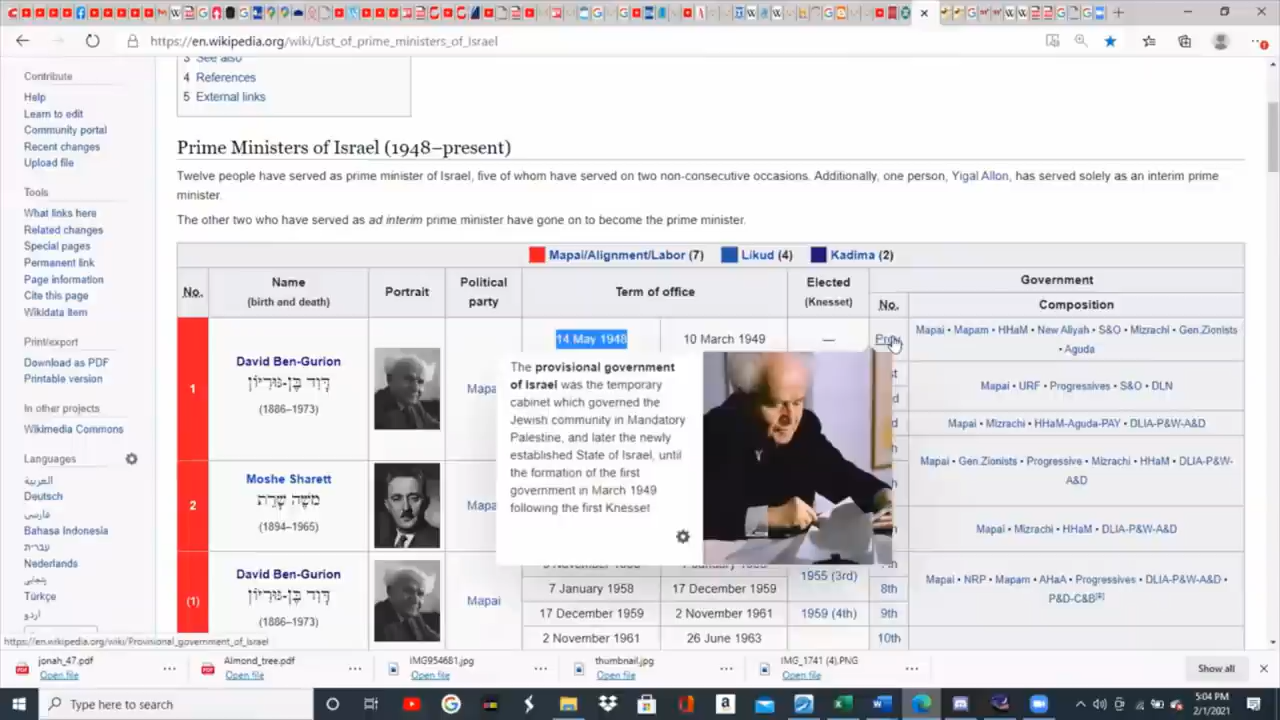 https://en.wikipedia.org/wiki/List_of_prime_ministers_of_Israel
Contribute
Help
Learn to edit
Community portal
Recent changes
Upload file
Tools
What links here
Related changes
Special pages
Permanent link
Page information
Cite this page
Wikidata item
Print/export
Download as PDF
Printable version
In other projects
Wikimedia Commons
Languages
العربية
Deutsch
فارسی
Bahasa Indonesia
עברית
Nederlands
پنجابی
Türkçe
اردو
3 See also
4 References
5 External links
Prime Ministers of Israel (1948–present)
Twelve people have served as prime minister of Israel, five of whom have served on two non-consecutive occasions. Additionally, one person, Yigal Allon, has served solely as an interim prime
minister.
The other two who have served as ad interim prime minister have gone on to become the prime minister.
Mapai/Alignment/Labor (7) Likud (4) Kadima (2)
No. Name (birth and death) Portrait Political party Term of office Elected (Knesset) Government
No. Composition
1
David Ben-Gurion
דָּוִד בֶּן-גּוּרִיּוֹן
(1886–1973)
14 May 1948 10 March 1949 —
Mapai • Mapam • HHaM • New Aliyah • S&O • Mizrachi • Gen.Zionists
• Aguda
Mapai • URF • Progressives • S&O • DLN
Mapai • Mizrachi • HHaM-Aguda-PAY • DLIA-P&W-A&D
The provisional government
of Israel was the temporary
cabinet which governed the
Jewish community in Mandatory
Palestine, and later the newly
established State of Israel, until
the formation of the first
government in March 1949
following the first Knesset
2
Moshe Sharett
מֹשֶׁה שָׁרֵת
(1894–1965)
Mapai • Gen.Zionists • Progressive • Mizrachi • HHaM • DLIA-P&W-
A&D
Mapai • Mizrachi • HHaM • DLIA-P&W-A&D
(1)
David Ben-Gurion
דָּוִד בֶּן-גּוּרִיּוֹן
(1886–1973)
Mapai
1955 (3rd)
7 January 1958 17 December 1959 8th
17 December 1959 2 November 1961 1959 (4th) 9th
2 November 1961 26 June 1963 10th
Mapai • NRP • Mapam • AHaA • Progressives • DLIA-P&W-A&D •
P&D-C&B
https://en.wikipedia.org/wiki/Provisional_government_of_Israel
jonah_47.pdf
Open file
Almond_tree.pdf
Open file
IMG954681.jpg
Open file
thumbnail.jpg
Open file
IMG_1741 (4).PNG
Open file
Show all
Type here to search
5:04 PM
2/1/2021